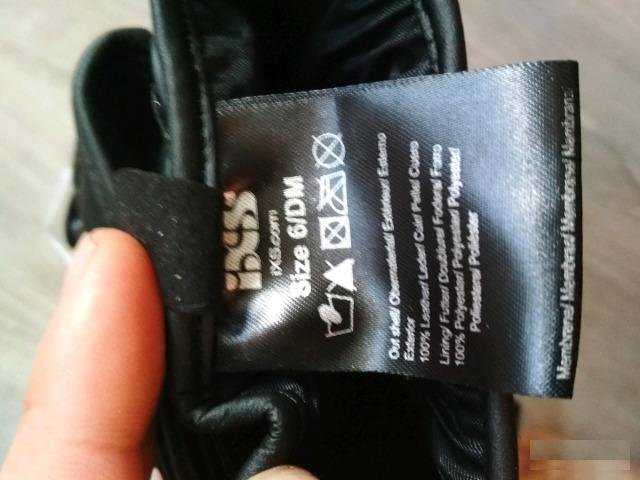 iXS
iXS.com
Size 6/DM
Out shell/ Obermaterial/ Extérieur/ Esterno
Exterior
100% Leather/ Leder/ Cuir/ Pelle/ Cuero
Lining/ Futter/ Doublure/ Fodera/ Forro
100% Polyester/ Polyester/ Polyester/
Poliestere/ Poliéster
Membrane/ Membran/ Membrane/ Membrana/